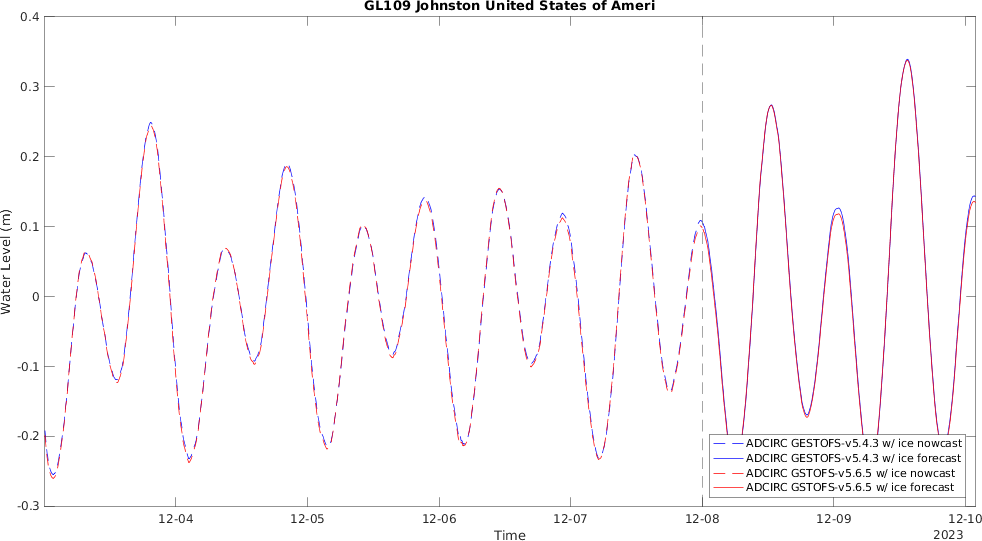 GL109 Johnston United States of Ameri
0.4
0.3
0.2
0.1
0
-0.1
-0.2
-0.3
Water Level (m)
12-04
12-05
12-06
12-07
12-08
12-09
12-10
2023
Time
ADCIRC GESTOFS-v5.4.3 w/ ice nowcast
ADCIRC GESTOFS-v5.4.3 w/ ice forecast
ADCIRC GSTOFS-v5.6.5 w/ ice nowcast
ADCIRC GSTOFS-v5.6.5 w/ ice forecast